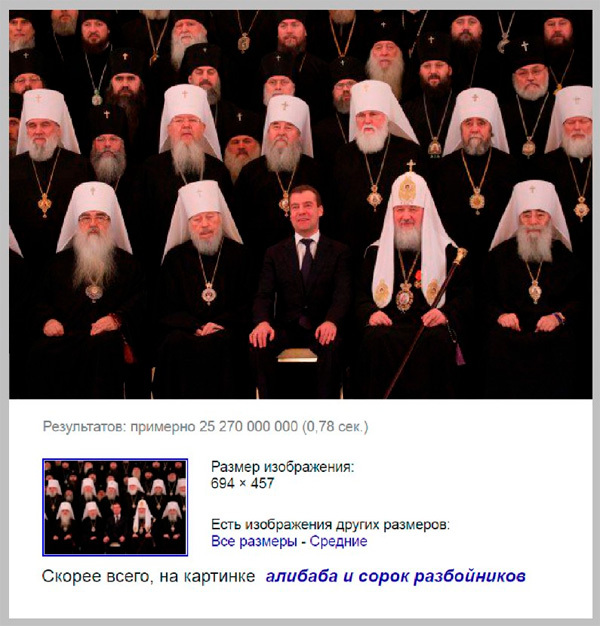 Результатов: примерно 25 270 000 000 (0,78 сек.)
Размер изображения:
694 × 457
Есть изображения других размеров:
Все размеры - Средние
Скорее всего, на картинке алибаба и сорок разбойников